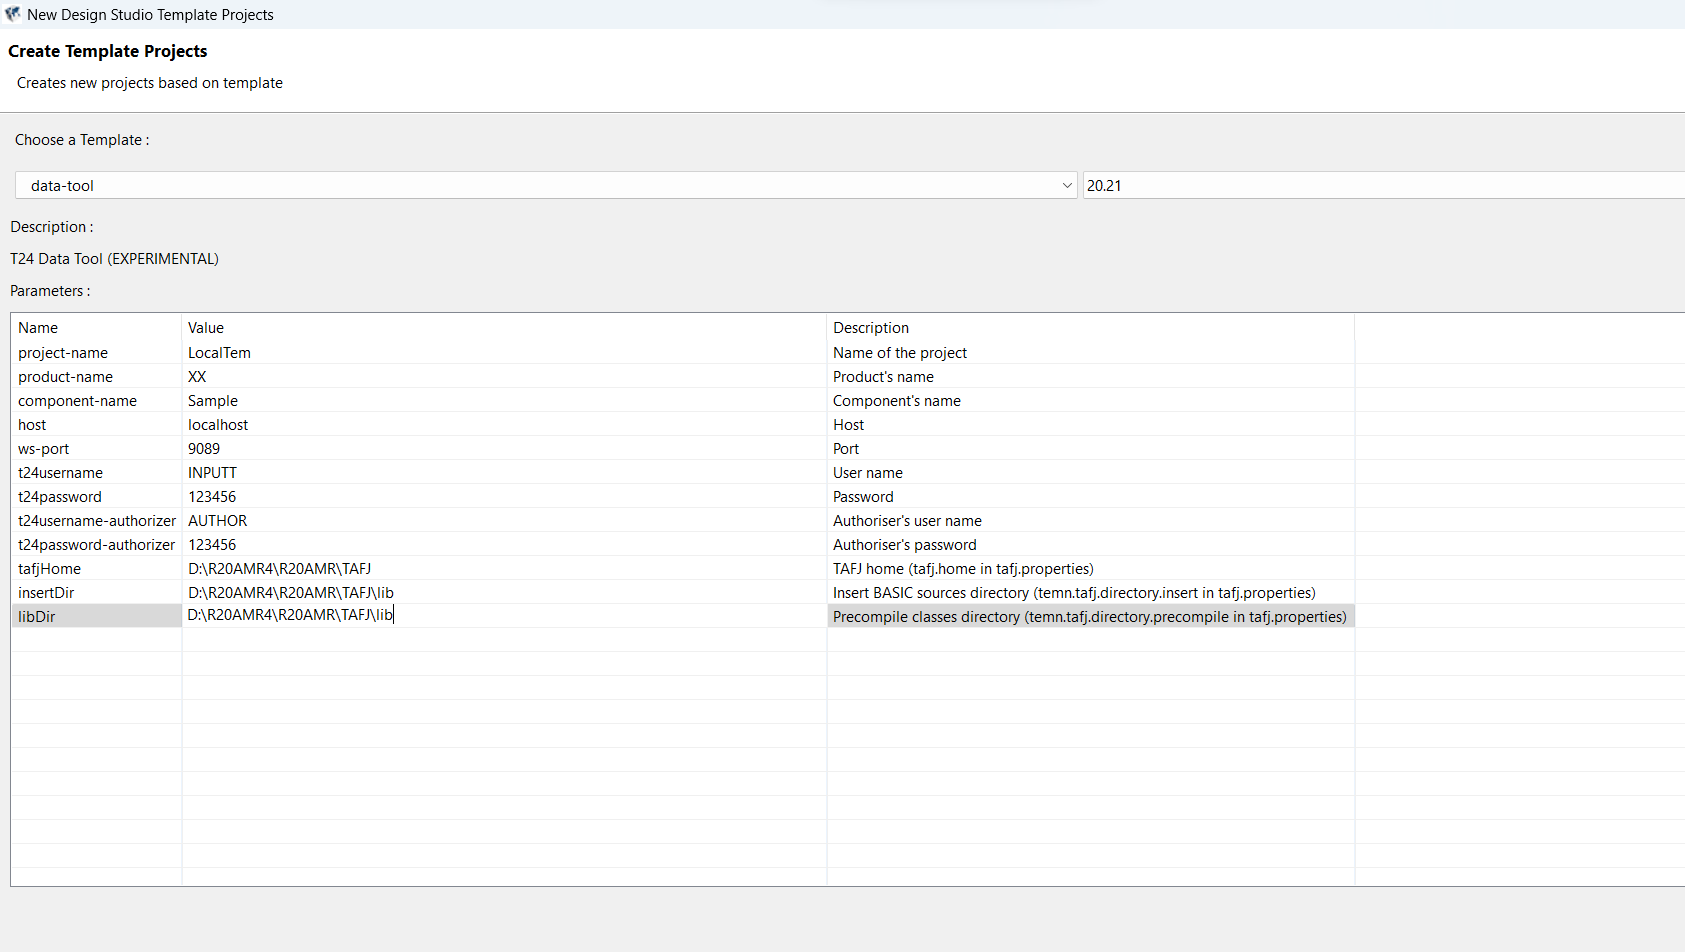 New Design Studio Template Projects
Create Template Projects
Creates new projects based on template
Choose a Template :
data-tool 20.21
Description :
T24 Data Tool (EXPERIMENTAL)
Parameters :
Name Value Description
project-name LocalTem Name of the project
product-name XX Product's name
component-name Sample Component's name
host localhost Host
ws-port 9089 Port
t24username INPUTT User name
t24password 123456 Password
t24username-authorizer AUTHOR Authoriser's user name
t24password-authorizer 123456 Authoriser's password
tafjHome D:\R20AMR4\R20AMR\TAFJ TAFJ home (tafj.home in tafj.properties)
insertDir D:\R20AMR4\R20AMR\TAFJ\lib Insert BASIC sources directory (temn.tafj.directory.insert in tafj.properties)
libDir D:\R20AMR4\R20AMR\TAFJ\lib Precompile classes directory (temn.tafj.directory.precompile in tafj.properties)